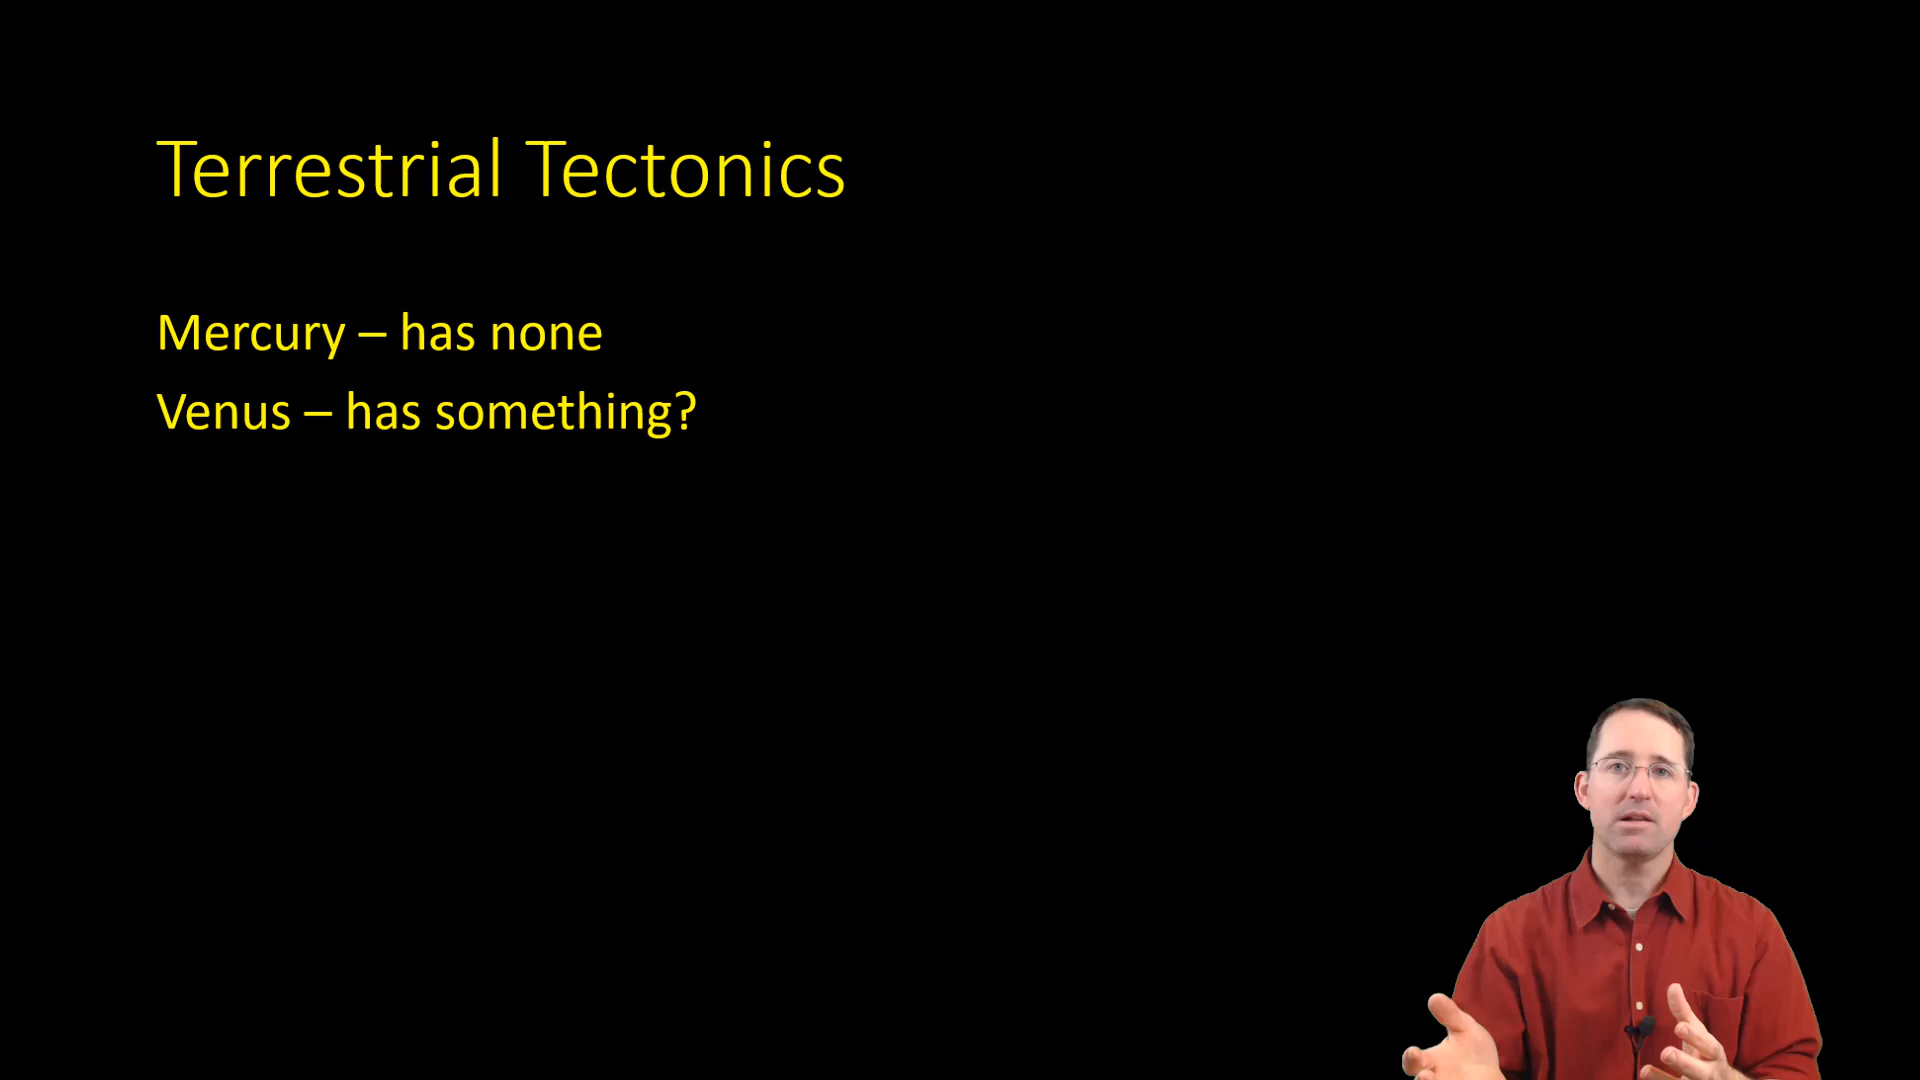 Terrestrial Tectonics
Mercury – has none
Venus – has something?